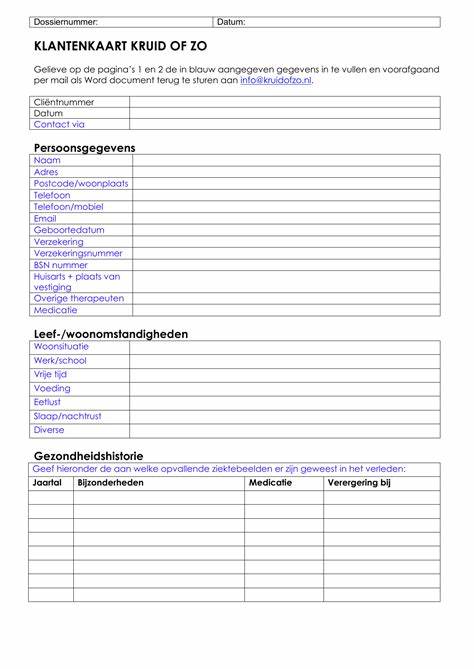 Dossiernummer: Datum:
KLANTENKAART KRUID OF ZO
Gelieve op de pagina's 1 en 2 de in blauw aangegeven gegevens in te vullen en voorafgaand
per mail als Word document terug te sturen aan info@kruidofzo.nl.
Cliëntnummer
Datum
Contact via
Persoonsgegevens
Naam
Adres
Postcode/woonplaats
Telefoon
Telefoon/mobiel
Email
Geboortedatum
Verzekering
Verzekeringsnummer
BSN nummer
Huisarts + plaats van
vestiging
Overige therapeuten
Medicatie
Leef-/woonomstandigheden
Woonsituatie
Werk/school
Vrije tijd
Voeding
Eetlust
Slaap/nachtrust
Diverse
Gezondheidshistorie
Geef hieronder de aan welke opvallende ziektebeelden er zijn geweest in het verleden:
Jaartal Bijzonderheden Medicatie Verergering bij